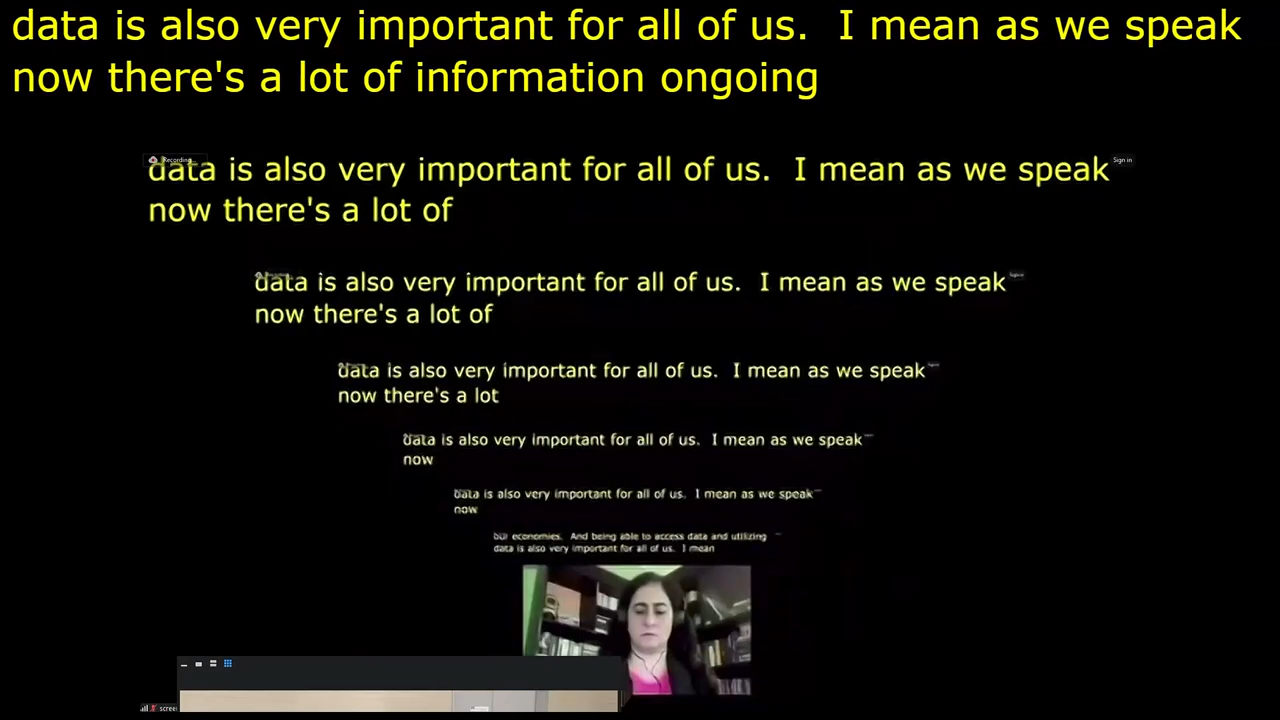 data is also very important for all of us.  I mean as we speak
now there's a lot of information ongoing
Recording...
Sign in
data is also very important for all of us.  I mean as we speak
now there's a lot of
data is also very important for all of us.  I mean as we speak
now there's a lot of
data is also very important for all of us.  I mean as we speak
now there's a lot
data is also very important for all of us.  I mean as we speak
now
data is also very important for all of us.  I mean as we speak
now
our economies.  And being able to access data and utilizing
data is also very important for all of us.  I mean
scree